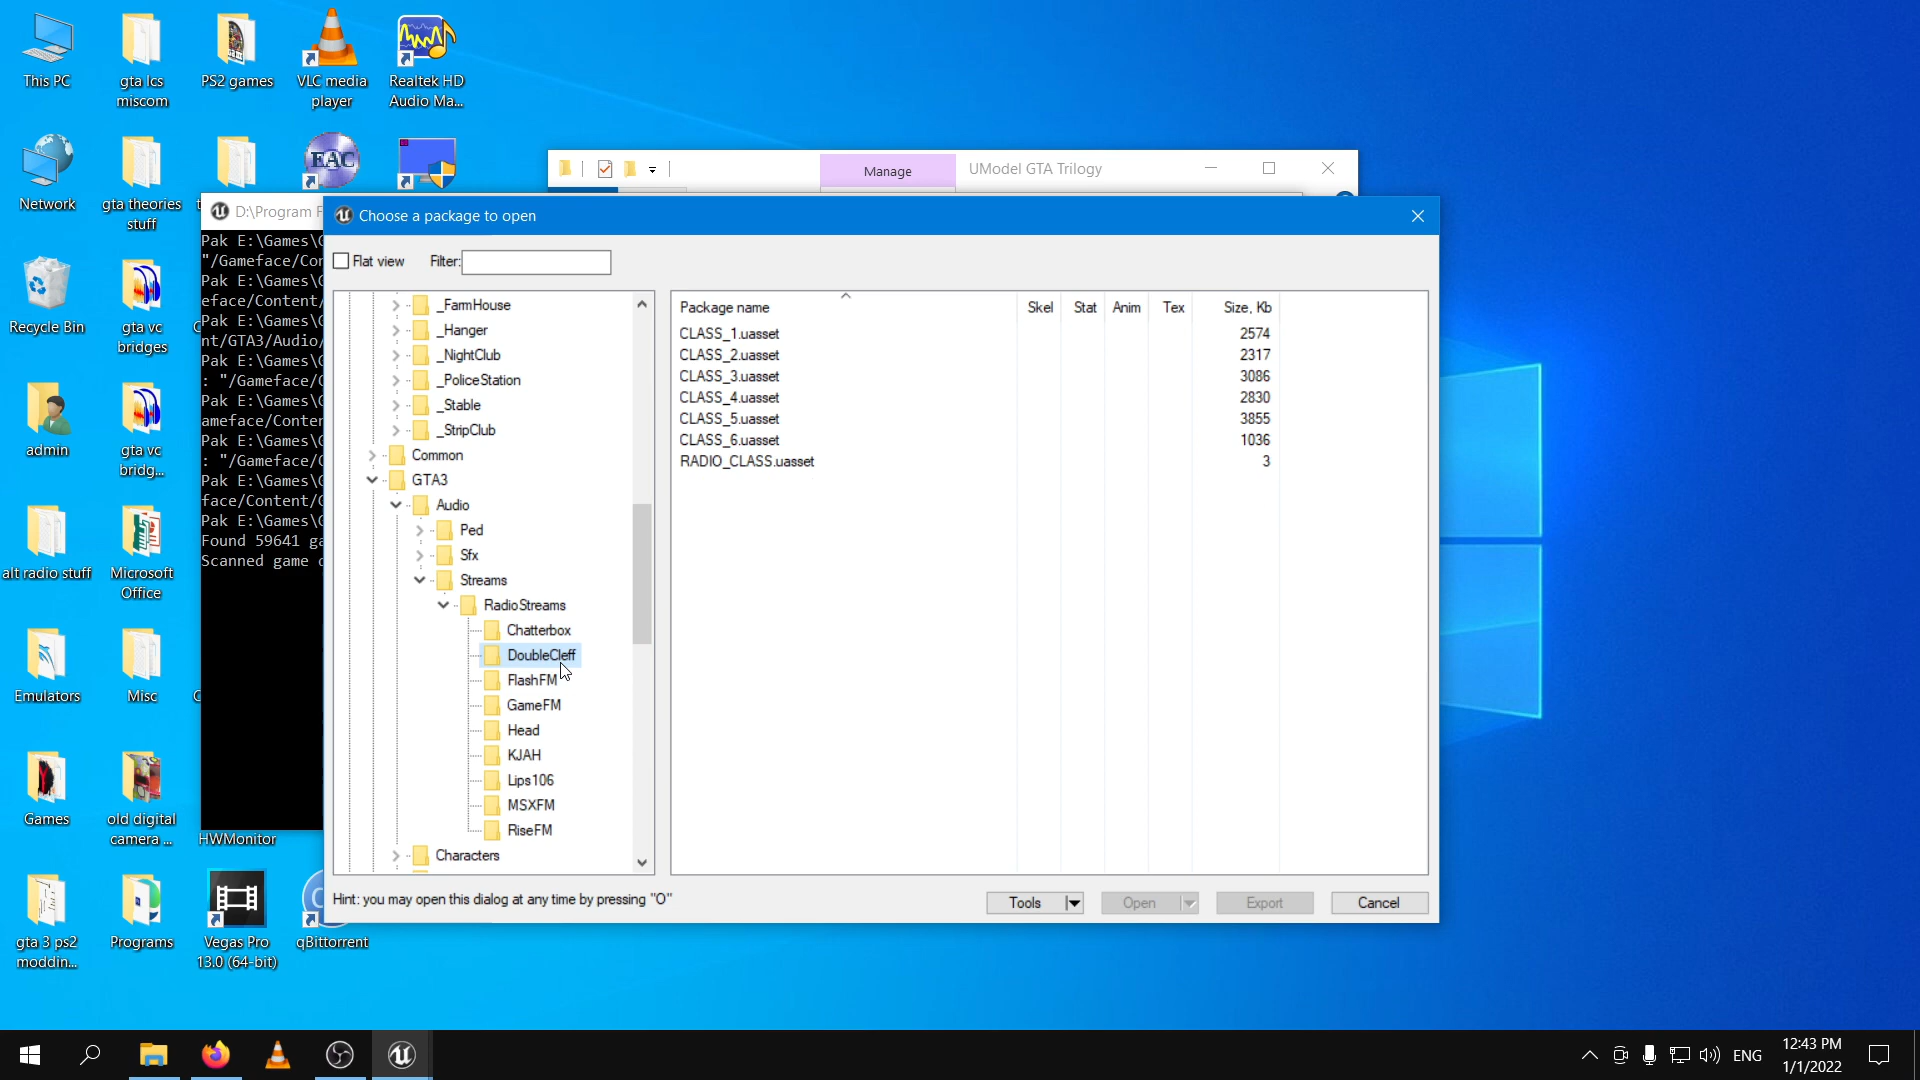 This PC
gta lcs
miscom
PS2 games
VLC media
player
Realtek HD
Audio Ma...
Network
gta theories
stuff
EAC
Manage
UModel GTA Trilogy
D:\Program F
Choose a package to open
Flat view
Filter:
Recycle Bin
gta vc
bridges
admin
gta vc
bridg...
alt radio stuff
Microsoft
Office
Emulators
Misc
Games
old digital
camera ...
HWMonitor
gta 3 ps2
moddin...
Programs
Vegas Pro
13.0 (64-bit)
qBittorrent
Pak E:\Games\
"/Gameface/Con
Pak E:\Games\
eface/Content/
Pak E:\Games\
nt/GTA3/Audio/
Pak E:\Games\
: "/Gameface/
Pak E:\Games\
ameface/Conten
Pak E:\Games\
: "/Gameface/
Pak E:\Games\
face/Content/
Pak E:\Games\
Found 59641 ga
Scanned game
_FarmHouse
_Hanger
_NightClub
_PoliceStation
_Stable
_StripClub
Common
GTA3
Audio
Ped
Sfx
Streams
RadioStreams
Chatterbox
DoubleCleff
FlashFM
GameFM
Head
KJAH
Lips106
MSXFM
RiseFM
Characters
Package name Skel Stat Anim Tex Size, Kb
CLASS_1.uasset 2574
CLASS_2.uasset 2317
CLASS_3.uasset 3086
CLASS_4.uasset 2830
CLASS_5.uasset 3855
CLASS_6.uasset 1036
RADIO_CLASS.uasset 3
Hint: you may open this dialog at any time by pressing "O"
Tools
Open
Export
Cancel
ENG
12:43 PM
1/1/2022